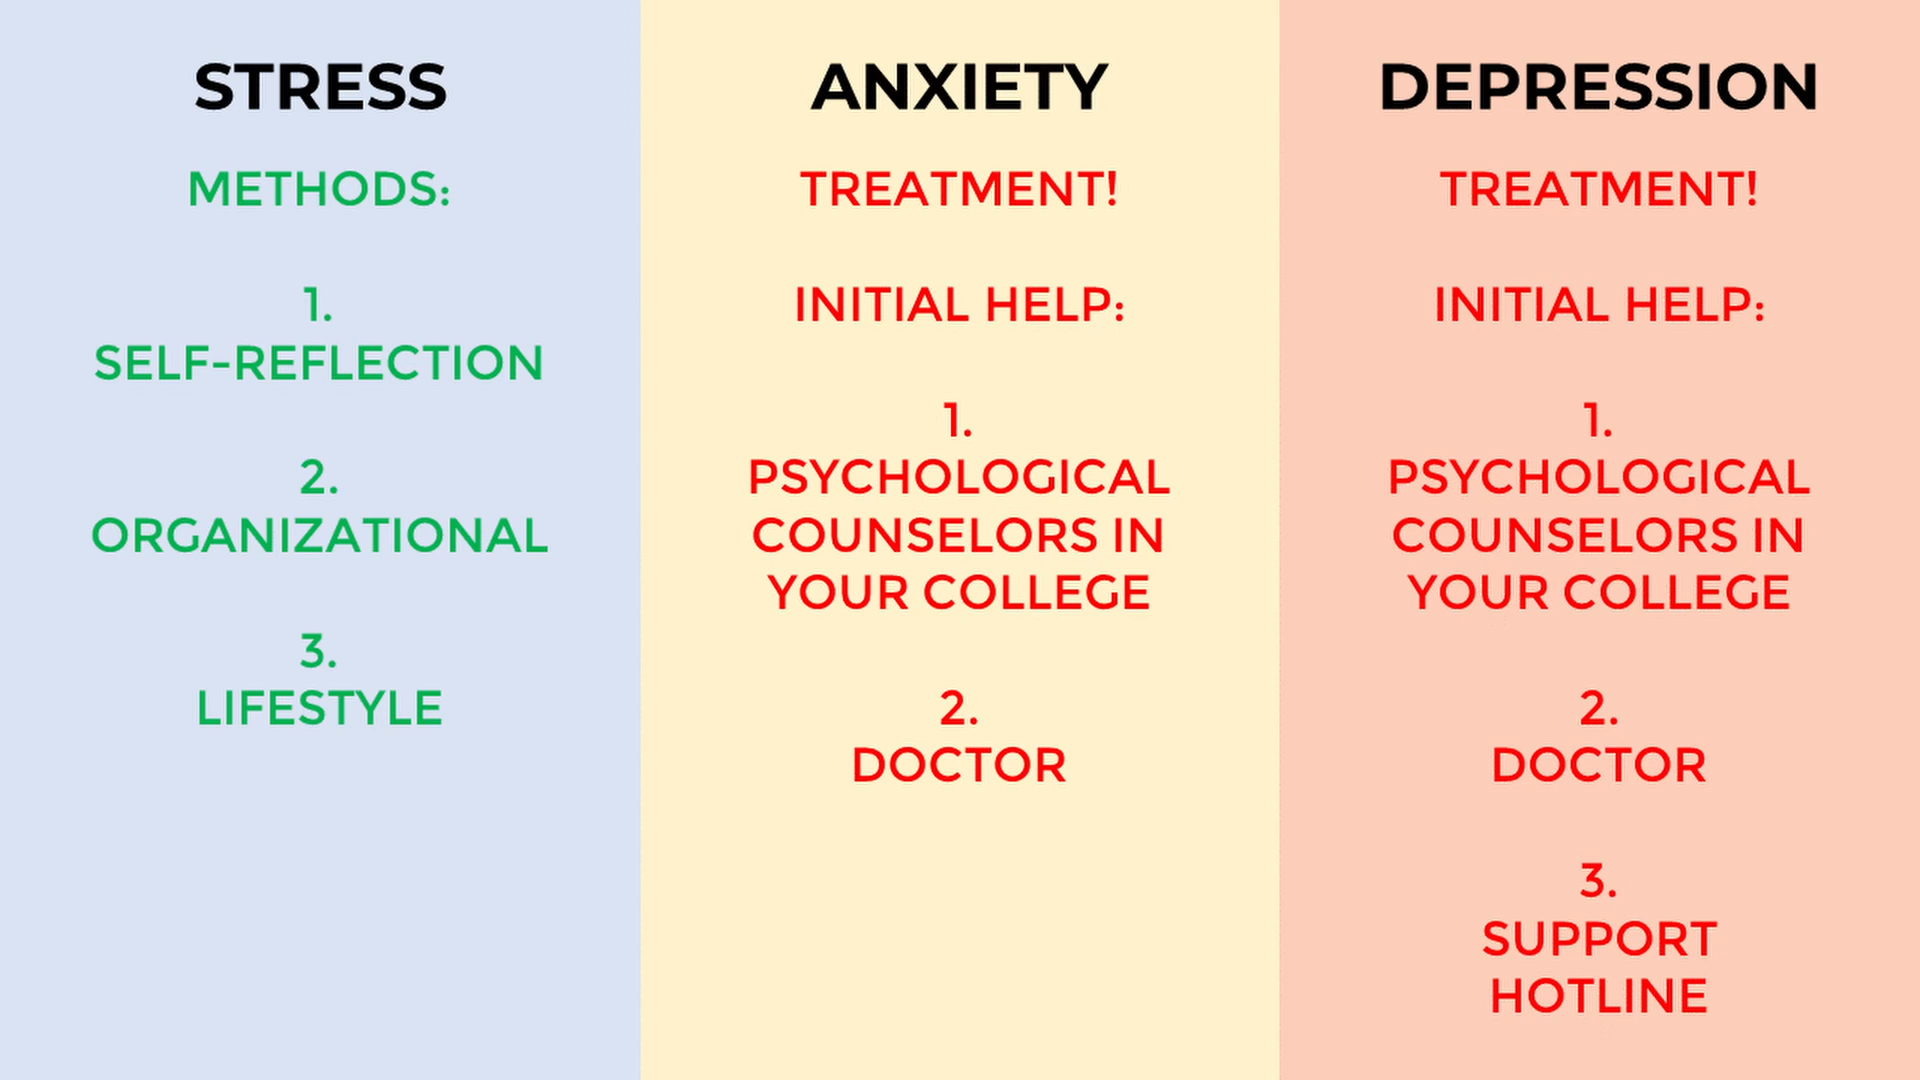 STRESS
METHODS:
1.
SELF-REFLECTION
2.
ORGANIZATIONAL
3.
LIFESTYLE
ANXIETY
TREATMENT!
INITIAL HELP:
1.
PSYCHOLOGICAL
COUNSELORS IN
YOUR COLLEGE
2.
DOCTOR
DEPRESSION
TREATMENT!
INITIAL HELP:
1.
PSYCHOLOGICAL
COUNSELORS IN
YOUR COLLEGE
2.
DOCTOR
3.
SUPPORT
HOTLINE